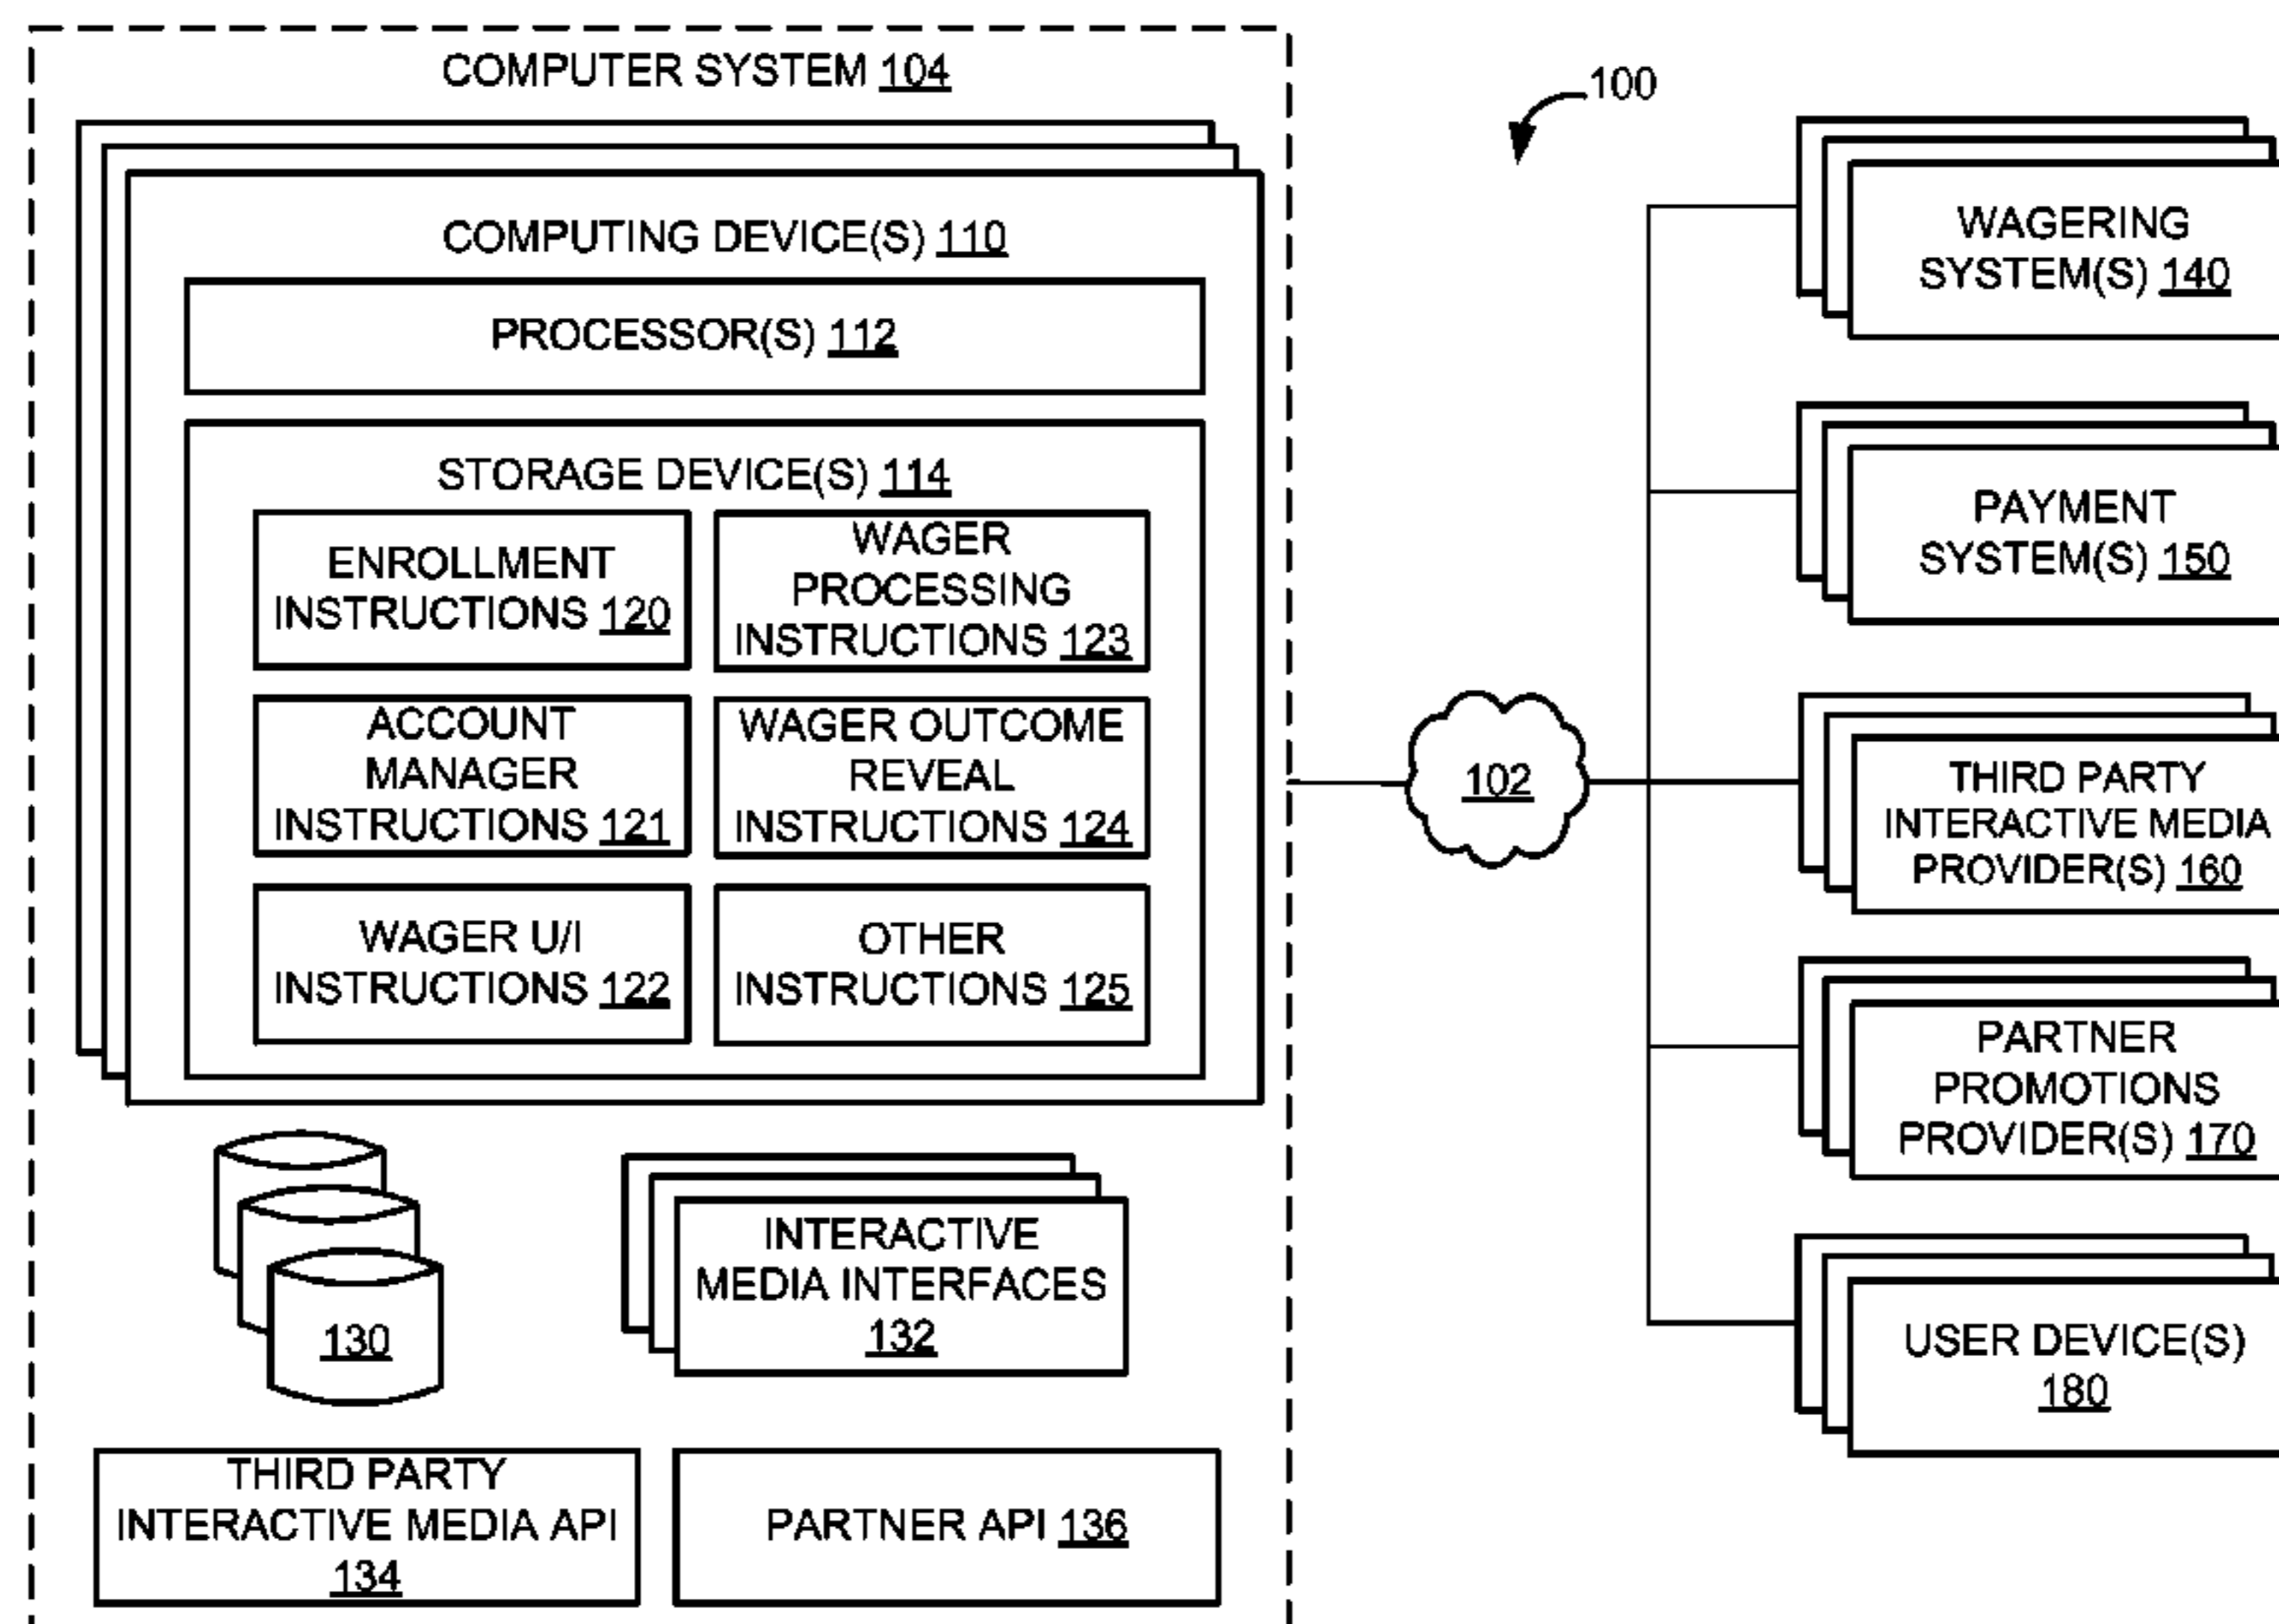 COMPUTER SYSTEM 104
COMPUTING DEVICE(S) 110
PROCESSOR(S) 112
STORAGE DEVICE(S) 114
ENROLLMENT
INSTRUCTIONS 120
WAGER
PROCESSING
INSTRUCTIONS 123
ACCOUNT
MANAGER
INSTRUCTIONS 121
WAGER OUTCOME
REVEAL
INSTRUCTIONS 124
WAGER U/I
INSTRUCTIONS 122
OTHER
INSTRUCTIONS 125
130
INTERACTIVE
MEDIA INTERFACES
132
THIRD PARTY
INTERACTIVE MEDIA API
134
PARTNER API 136
100
102
WAGERING
SYSTEM(S) 140
PAYMENT
SYSTEM(S) 150
THIRD PARTY
INTERACTIVE MEDIA
PROVIDER(S) 160
PARTNER
PROMOTIONS
PROVIDER(S) 170
USER DEVICE(S)
180